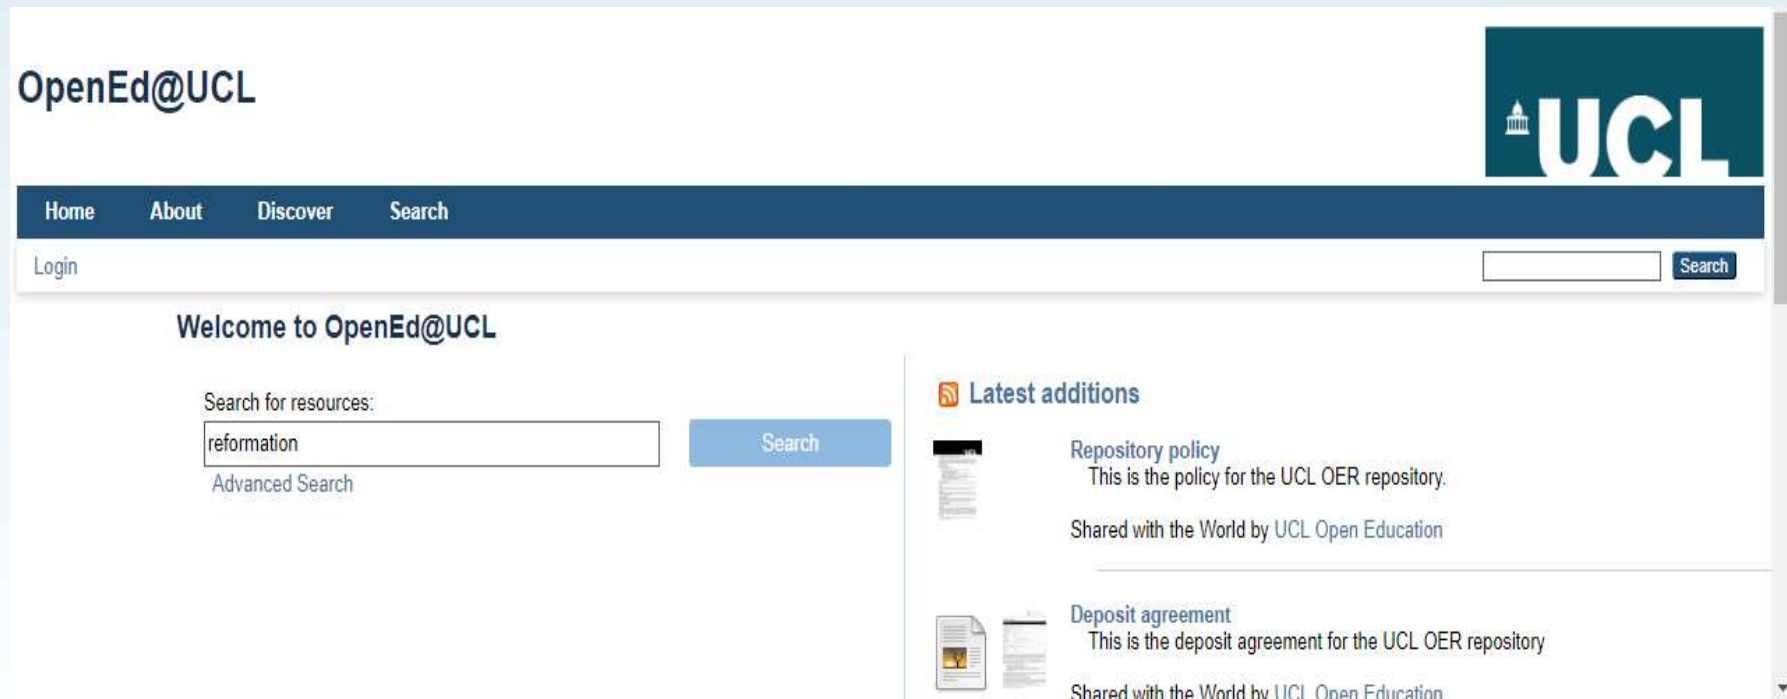 OpenEd@UCL
UCL
Home About Discover Search
Login
Search
Welcome to OpenEd@UCL
Search for resources:
reformation
Search
Advanced Search
Latest additions
Repository policy
This is the policy for the UCL OER repository.
Shared with the World by UCL Open Education
Deposit agreement
This is the deposit agreement for the UCL OER repository
Shared with the World by UCL Open Education